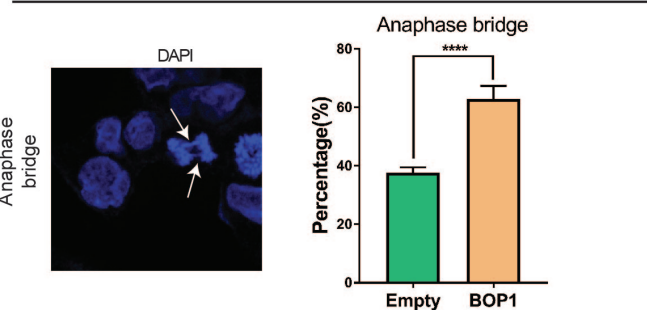 DAPI
Anaphase
bridge
Anaphase bridge
****
Percentage(%)
80
60
40
20
0
Empty
BOP1